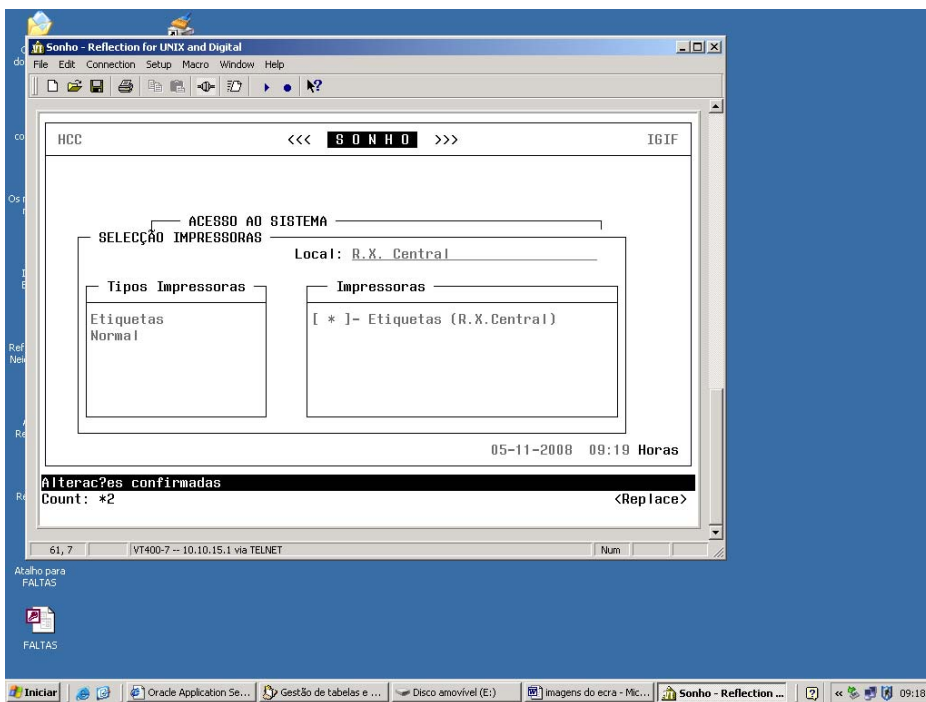 Sonho - Reflection for UNIX and Digital
File Edit Connection Setup Macro Window Help
HCC <<< S O N H O >>> IGIF
ACESSO AO SISTEMA
SELECÇÃO IMPRESSORAS
Local: R.X. Central
Tipos Impressoras Impressoras
Etiquetas [ * ]- Etiquetas (R.X.Central)
Normal
05-11-2008 09:19 Horas
Alterac?es confirmadas
Count: *2 <Replace>
61, 7 VT400-7 -- 10.10.15.1 via TELNET Num
Atalho para
FALTAS
FALTAS
Iniciar Oracle Application Se... Gestão de tabelas e ... Disco amovível (E:) imagens do ecra - Mic... Sonho - Reflection ... « 09:18